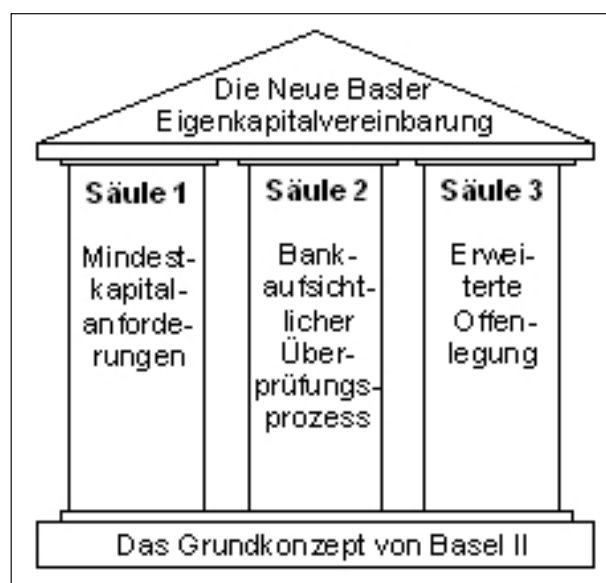 Die Neue Basler
Eigenkapitalvereinbarung
Säule 1
Mindest-
kapital-
anforde-
rungen
Säule 2
Bank-
aufsicht-
licher
Über-
prüfungs-
prozess
Säule 3
Erwei-
terte
Offen-
legung
Das Grundkonzept von Basel II